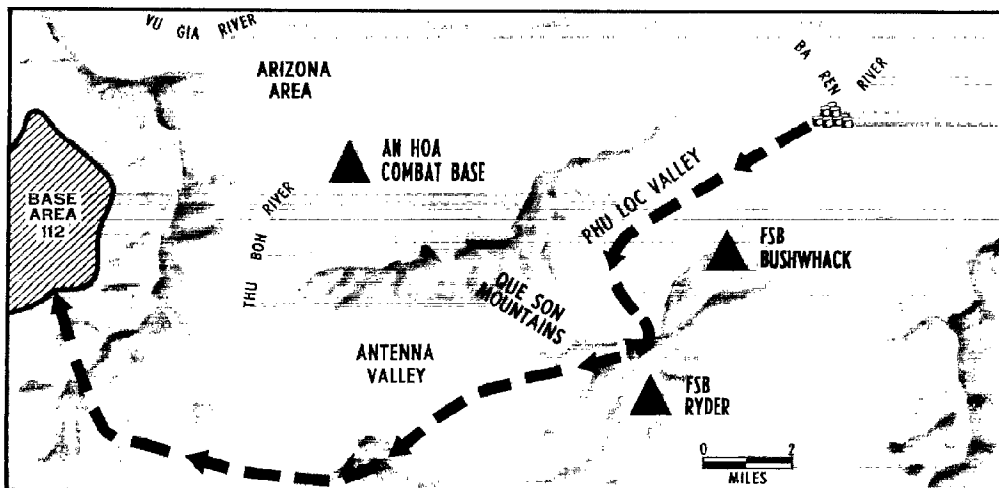 VU GIA RIVER
ARIZONA
AREA
BA REN RIVER
AN HOA
COMBAT BASE
PHU LOC VALLEY
BASE
AREA
112
THU BON RIVER
FSB
BUSHWHACK
QUE SON
MOUNTAINS
ANTENNA
VALLEY
FSB
RYDER
0 2
MILES